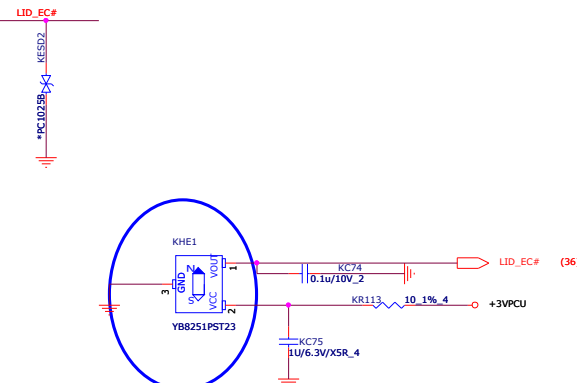 LID_EC#
KESD2
*PC1025B
KHE1
N
S
GND
VOUT
VCC
1
2
3
YB8251PST23
KC74
0.1u/10V_2
LID_EC# (36
KR113 10_1%_4
+3VPCU
KC75
1U/6.3V/X5R_4